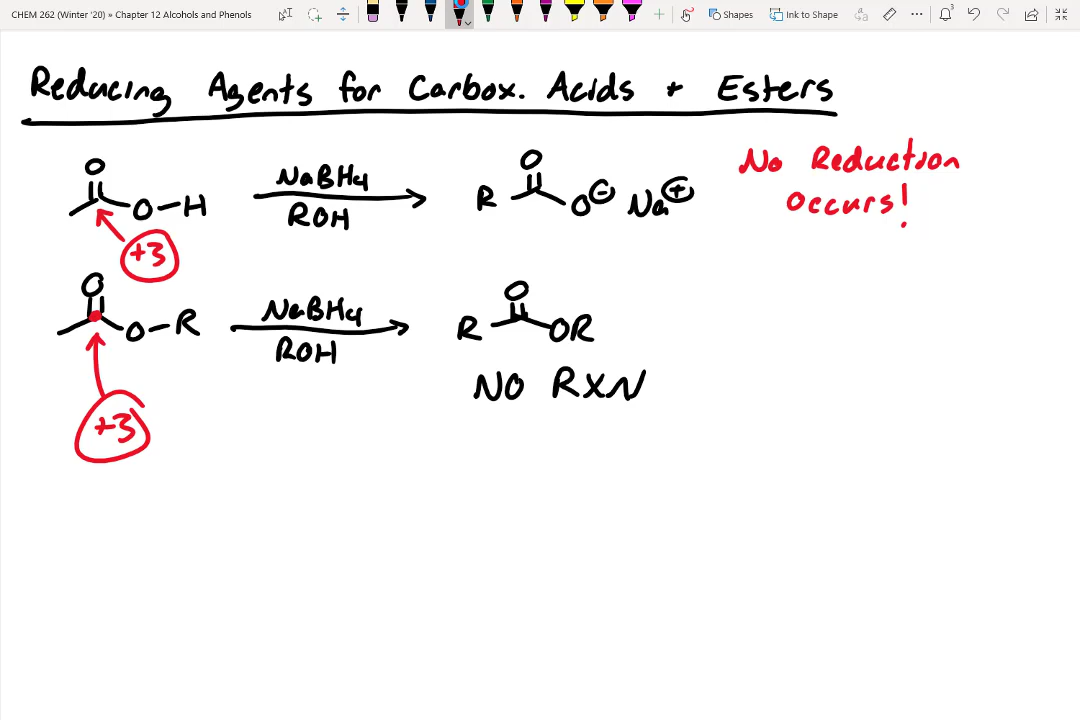 CHEM 262 (Winter '20) » Chapter 12 Alcohols and Phenols
Shapes
Ink to Shape
3
Reducing Agents for Carbox. Acids + Esters
O
O-H
+3
NaBH4
ROH
O
R
O⊖ Na⊕
No Reduction
Occurs!
O
O-R
+3
NaBH4
ROH
O
R
OR
NO RXN